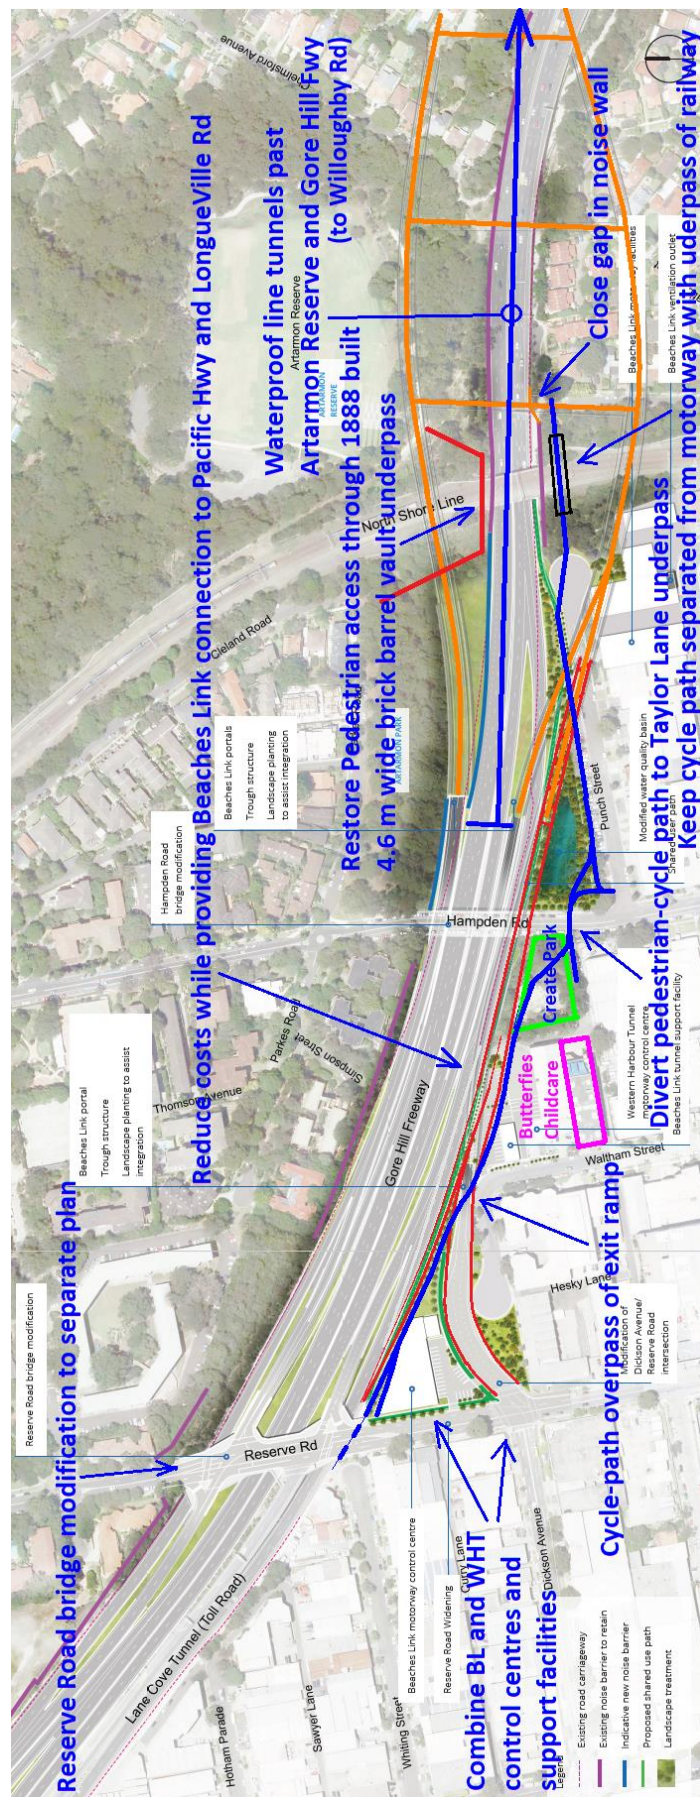 Reserve Road bridge modification to separate plan
Reserve Road bridge modification
Beaches Link portal
Trough structure
Landscape planting to assist
integration
Hampden Road
bridge modification
Beaches Link portals
Trough structure
Landscape planting
to assist integration
Reduce costs while providing Beaches Link connection to Pacific Hwy and LongueVille Rd
Waterproof line tunnels past
Artarmon Reserve and Gore Hill Fwy
(to Willoughby Rd)
Artarmon Reserve
ARTARMON
RESERVE
Restore Pedestrian access through 1888 built
4.6 m wide brick barrel vault underpass
ARTARMON PARK
North Shore Line
Cleland Road
Parkes Road
Simpson Street
Thomson Avenue
Hampden Rd
Gore Hill Freeway
Reserve Rd
Lane Cove Tunnel (Toll Road)
Hotham Parade
Sawyer Lane
Whiting Street
Dickson Avenue
Hesky Lane
Waltham Street
Punch Street
Create Park
Butterflies
Childcare
Close gap in noise wall
Beaches Link ventilation outlet
Modified water quality basin
Shared user path
Western Harbour Tunnel
motorway control centre
Beaches Link tunnel support facility
Modification of
Dickson Avenue/
Reserve Road
intersection
Beaches Link motorway control centre
Reserve Road Widening
Combine BL and WHT
control centres and
support facilities
Cycle-path overpass of exit ramp
Divert pedestrian-cycle path to Taylor Lane underpass
Keep cycle path separated from motorway with uderpass of railway
Legend
Existing road carriageway
Existing noise barrier to retain
Indicative new noise barrier
Proposed shared use path
Landscape treatment